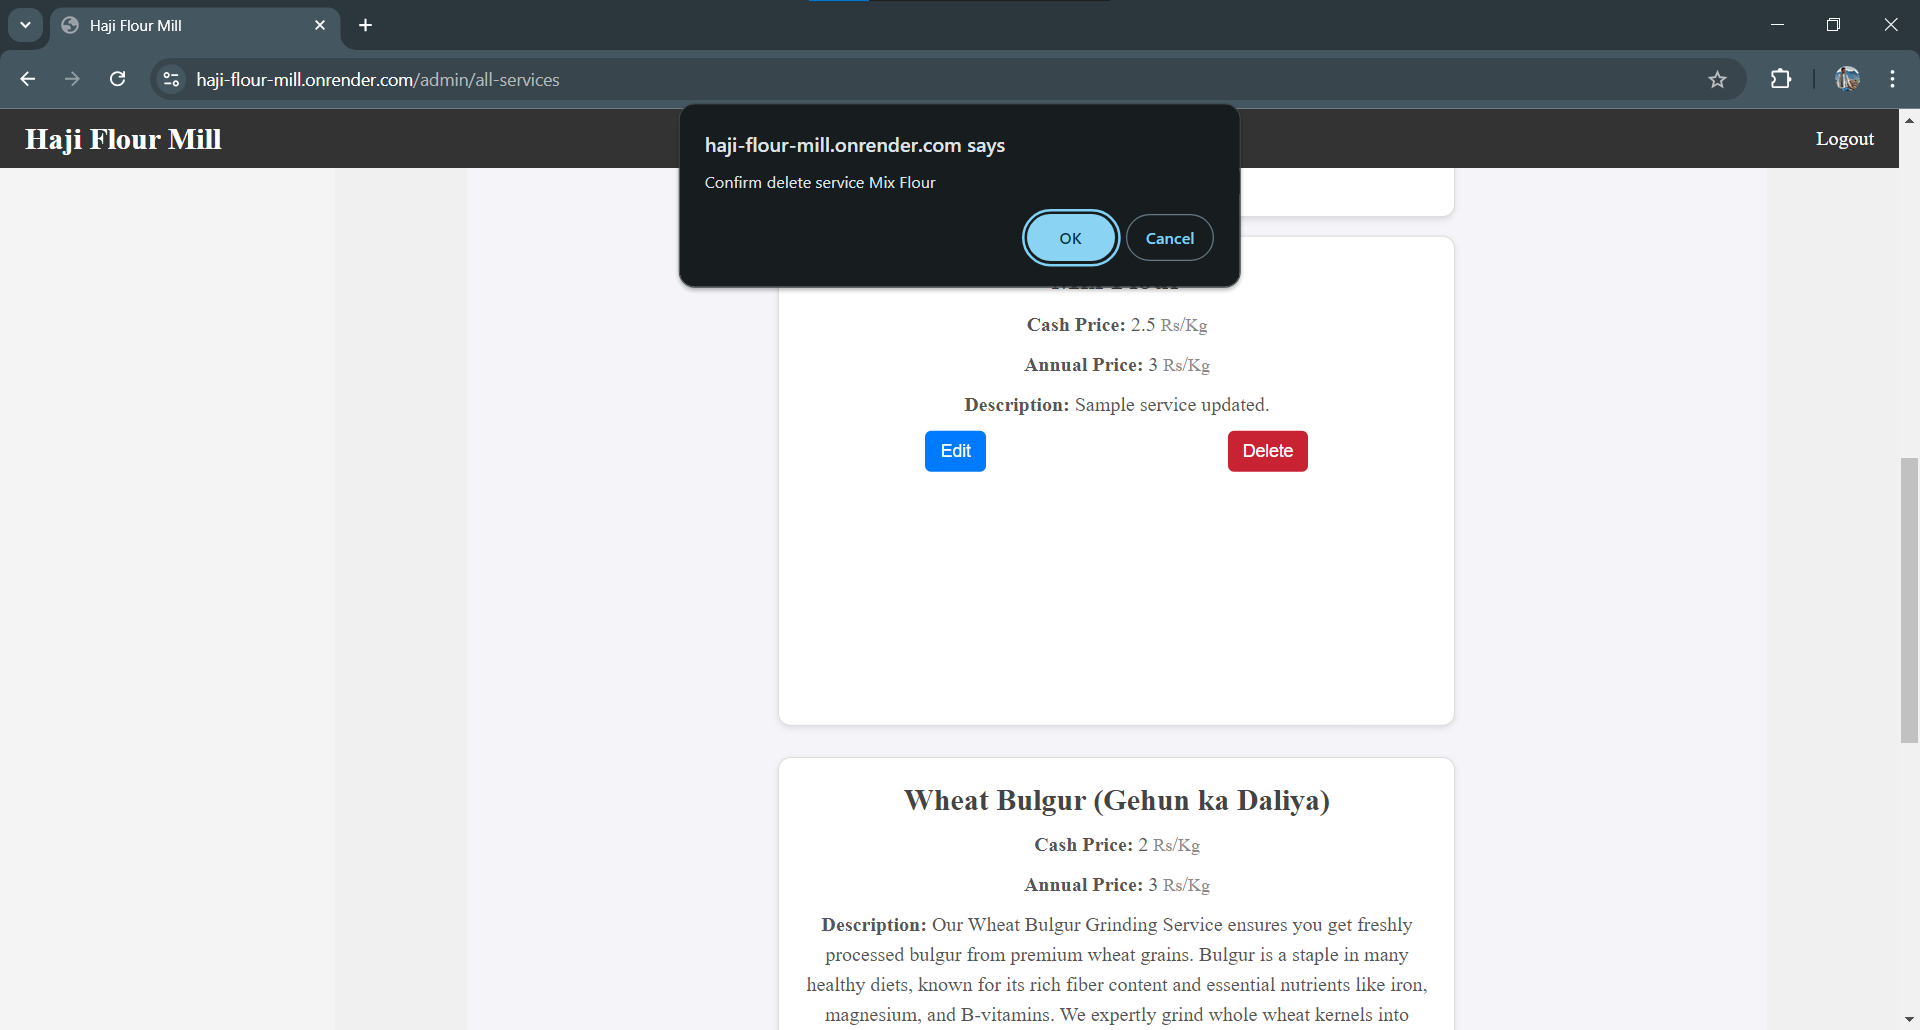 Haji Flour Mill
haji-flour-mill.onrender.com/admin/all-services
Haji Flour Mill
Logout
haji-flour-mill.onrender.com says
Confirm delete service Mix Flour
OK
Cancel
Cash Price: 2.5 Rs/Kg
Annual Price: 3 Rs/Kg
Description: Sample service updated.
Edit
Delete
Wheat Bulgur (Gehun ka Daliya)
Cash Price: 2 Rs/Kg
Annual Price: 3 Rs/Kg
Description: Our Wheat Bulgur Grinding Service ensures you get freshly
processed bulgur from premium wheat grains. Bulgur is a staple in many
healthy diets, known for its rich fiber content and essential nutrients like iron,
magnesium, and B-vitamins. We expertly grind whole wheat kernels into